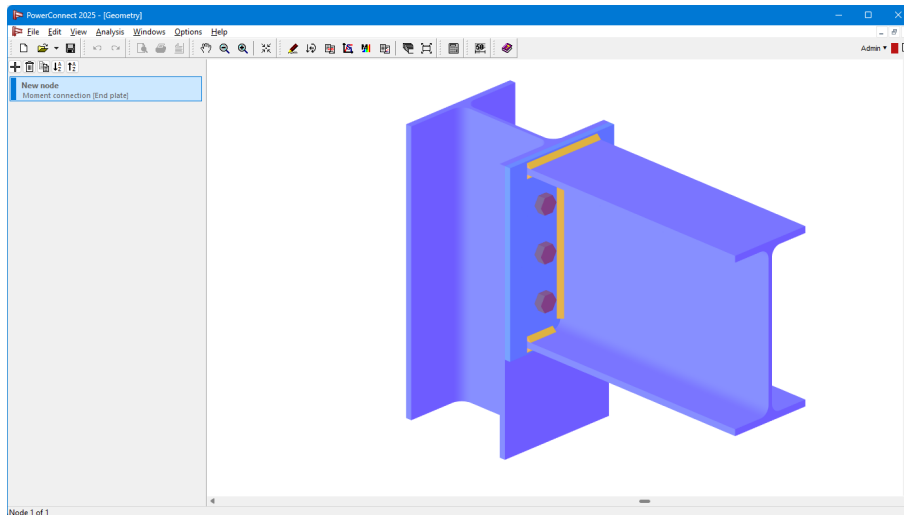 PowerConnect 2025 - [Geometry]
File Edit View Analysis Windows Options Help
Admin
New node
Moment connection [End plate]
Node 1 of 1